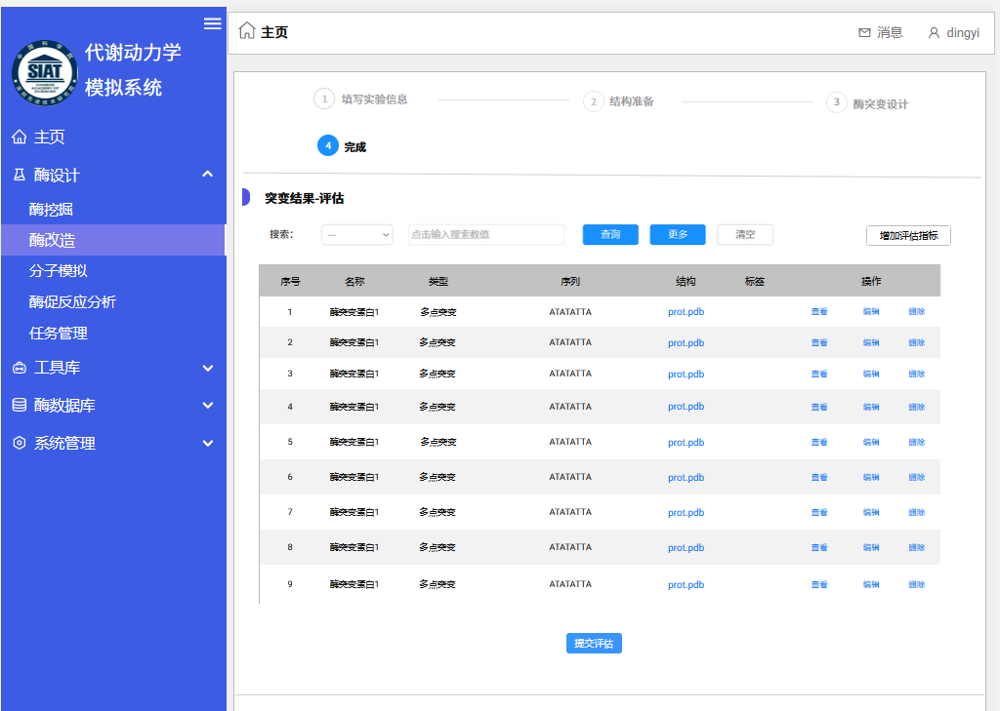 代谢动力学
模拟系统
SIAT
主页
酶设计
酶挖掘
酶改造
分子模拟
酶促反应分析
任务管理
工具库
酶数据库
系统管理
主页
消息
dingyi
1 填写实验信息
2 结构准备
3 酶突变设计
4 完成
突变结果-评估
搜索: -- 点击输入搜索数值 查询 更多 清空 增加评估指标
序号 名称 类型 序列 结构 标签 操作
1 酶突变蛋白1 多点突变 ATATATTA prot.pdb 查看 编辑 删除
2 酶突变蛋白1 多点突变 ATATATTA prot.pdb 查看 编辑 删除
3 酶突变蛋白1 多点突变 ATATATTA prot.pdb 查看 编辑 删除
4 酶突变蛋白1 多点突变 ATATATTA prot.pdb 查看 编辑 删除
5 酶突变蛋白1 多点突变 ATATATTA prot.pdb 查看 编辑 删除
6 酶突变蛋白1 多点突变 ATATATTA prot.pdb 查看 编辑 删除
7 酶突变蛋白1 多点突变 ATATATTA prot.pdb 查看 编辑 删除
8 酶突变蛋白1 多点突变 ATATATTA prot.pdb 查看 编辑 删除
9 酶突变蛋白1 多点突变 ATATATTA prot.pdb 查看 编辑 删除
提交评估